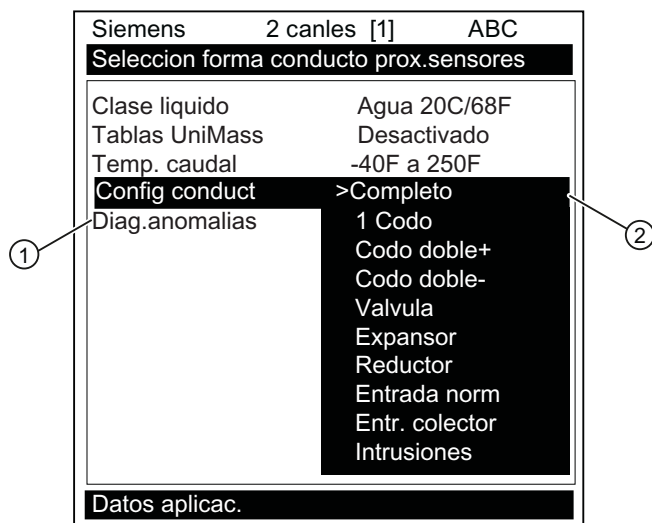 Siemens 2 canles [1] ABC
Seleccion forma conducto prox.sensores
Clase liquido Agua 20C/68F
Tablas UniMass Desactivado
Temp. caudal -40F a 250F
Config conduct >Completo
Diag.anomalias 1 Codo
Codo doble+
Codo doble-
Valvula
Expansor
Reductor
Entrada norm
Entr. colector
Intrusiones
Datos aplicac.
1
2